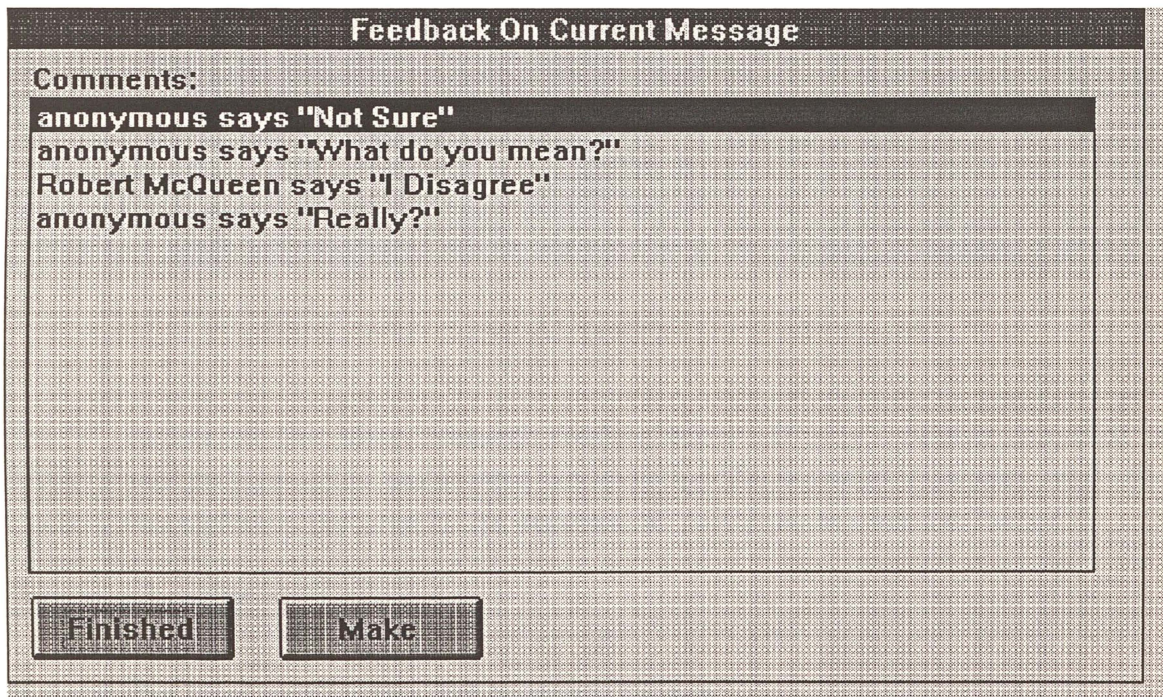 Feedback On Current Message
Comments:
anonymous says "Not Sure"
anonymous says "What do you mean?"
Robert McQueen says "I Disagree"
anonymous says "Really?"
Finished
Make